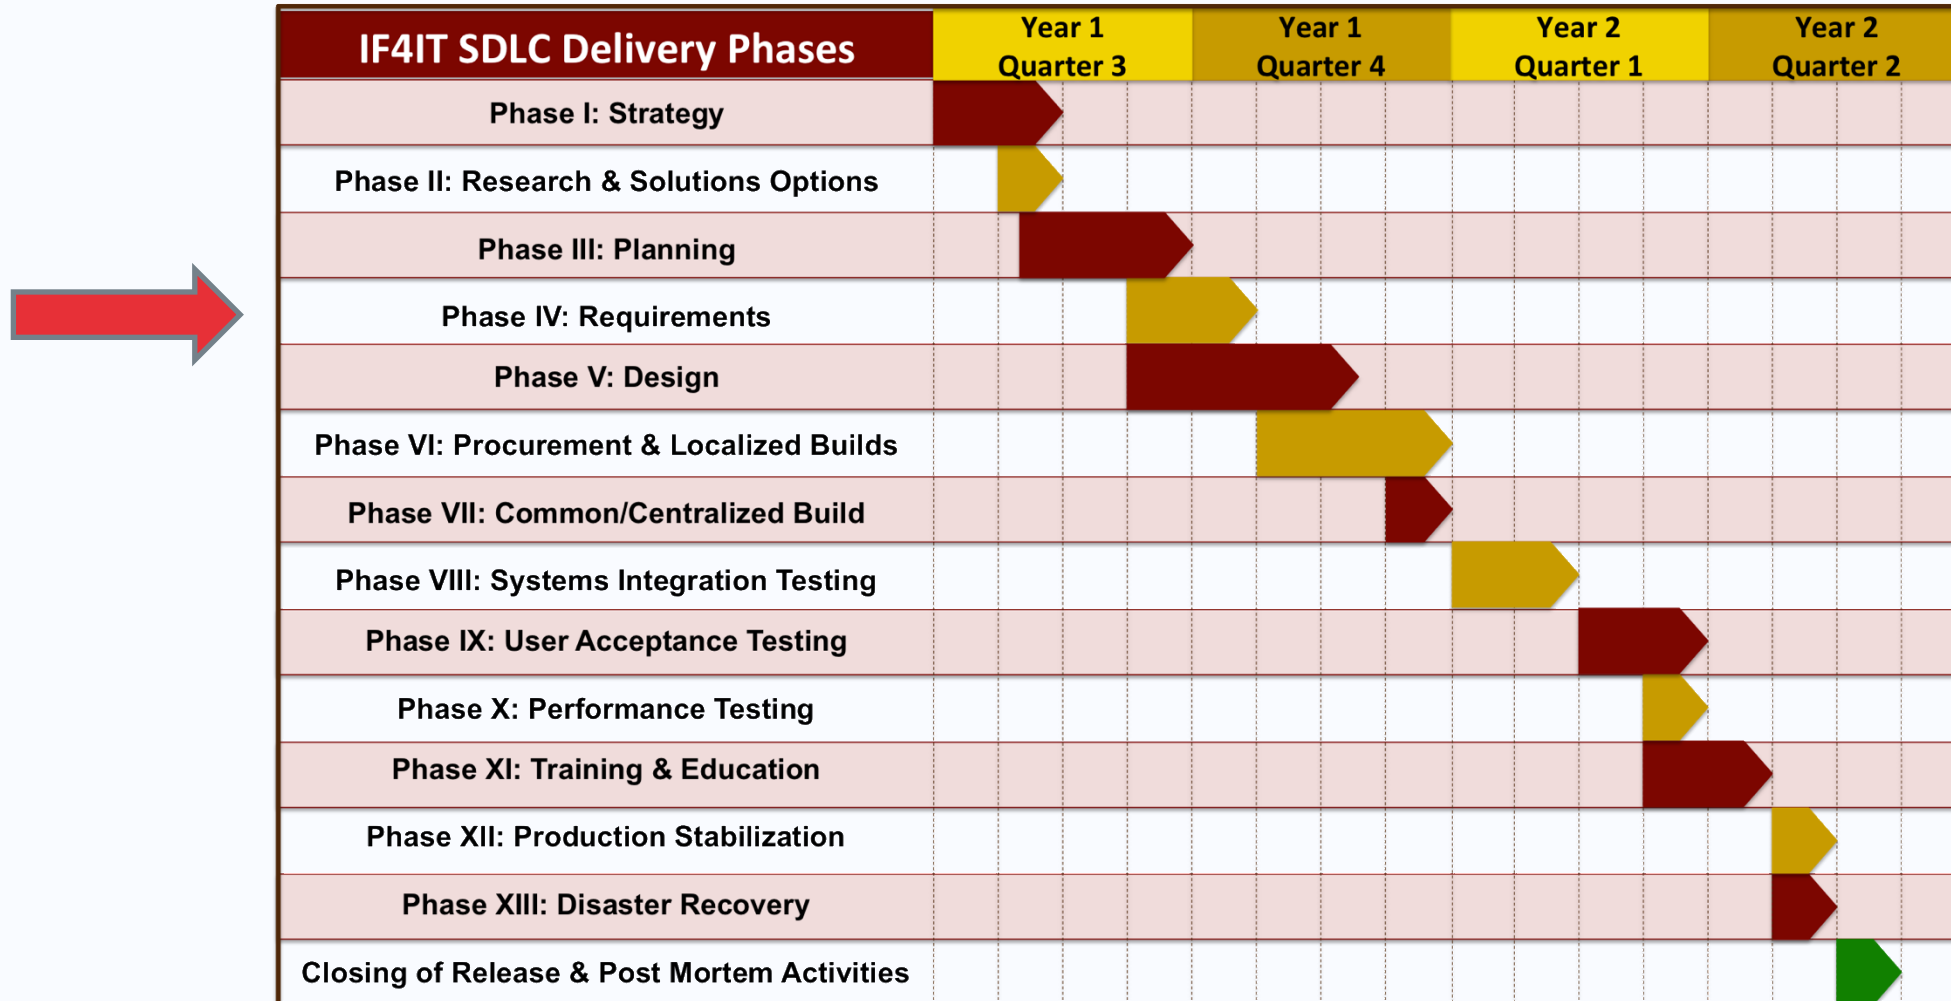 IF4IT SDLC Delivery Phases
Year 1
Quarter 3
Year 1
Quarter 4
Year 2
Quarter 1
Year 2
Quarter 2
Phase I: Strategy
Phase II: Research & Solutions Options
Phase III: Planning
Phase IV: Requirements
Phase V: Design
Phase VI: Procurement & Localized Builds
Phase VII: Common/Centralized Build
Phase VIII: Systems Integration Testing
Phase IX: User Acceptance Testing
Phase X: Performance Testing
Phase XI: Training & Education
Phase XII: Production Stabilization
Phase XIII: Disaster Recovery
Closing of Release & Post Mortem Activities